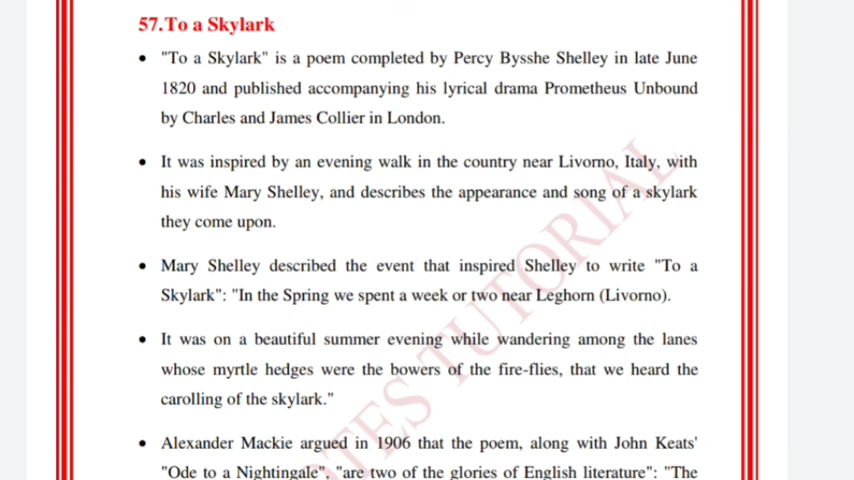 57.To a Skylark
• "To a Skylark" is a poem completed by Percy Bysshe Shelley in late June
1820 and published accompanying his lyrical drama Prometheus Unbound
by Charles and James Collier in London.
• It was inspired by an evening walk in the country near Livorno, Italy, with
his wife Mary Shelley, and describes the appearance and song of a skylark
they come upon.
• Mary Shelley described the event that inspired Shelley to write "To a
Skylark": "In the Spring we spent a week or two near Leghorn (Livorno).
• It was on a beautiful summer evening while wandering among the lanes
whose myrtle hedges were the bowers of the fire-flies, that we heard the
carolling of the skylark."
• Alexander Mackie argued in 1906 that the poem, along with John Keats'
"Ode to a Nightingale", "are two of the glories of English literature": "The
TES TUTORIAL